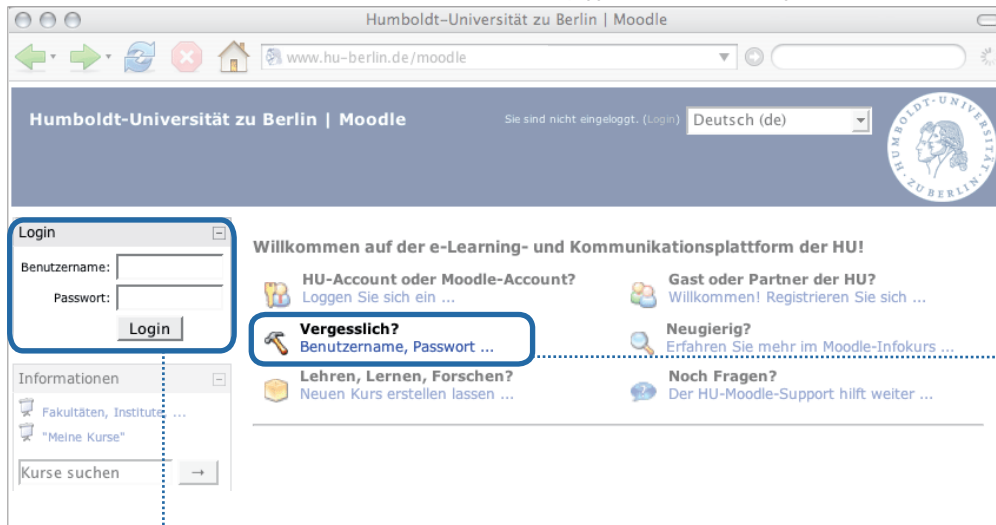 Humboldt-Universität zu Berlin | Moodle
www.hu-berlin.de/moodle
Humboldt-Universität zu Berlin | Moodle
Sie sind nicht eingeloggt. (Login)
Deutsch (de)
HUMBOLDT-UNIVERSITÄT ZU BERLIN
Login
Benutzername:
Passwort:
Login
Informationen
Fakultäten, Institute, ...
"Meine Kurse"
Kurse suchen →
Willkommen auf der e-Learning- und Kommunikationsplattform der HU!
HU-Account oder Moodle-Account?
Loggen Sie sich ein ...
Gast oder Partner der HU?
Willkommen! Registrieren Sie sich ...
Vergesslich?
Benutzername, Passwort ...
Neugierig?
Erfahren Sie mehr im Moodle-Infokurs ...
Lehren, Lernen, Forschen?
Neuen Kurs erstellen lassen ...
Noch Fragen?
Der HU-Moodle-Support hilft weiter ...